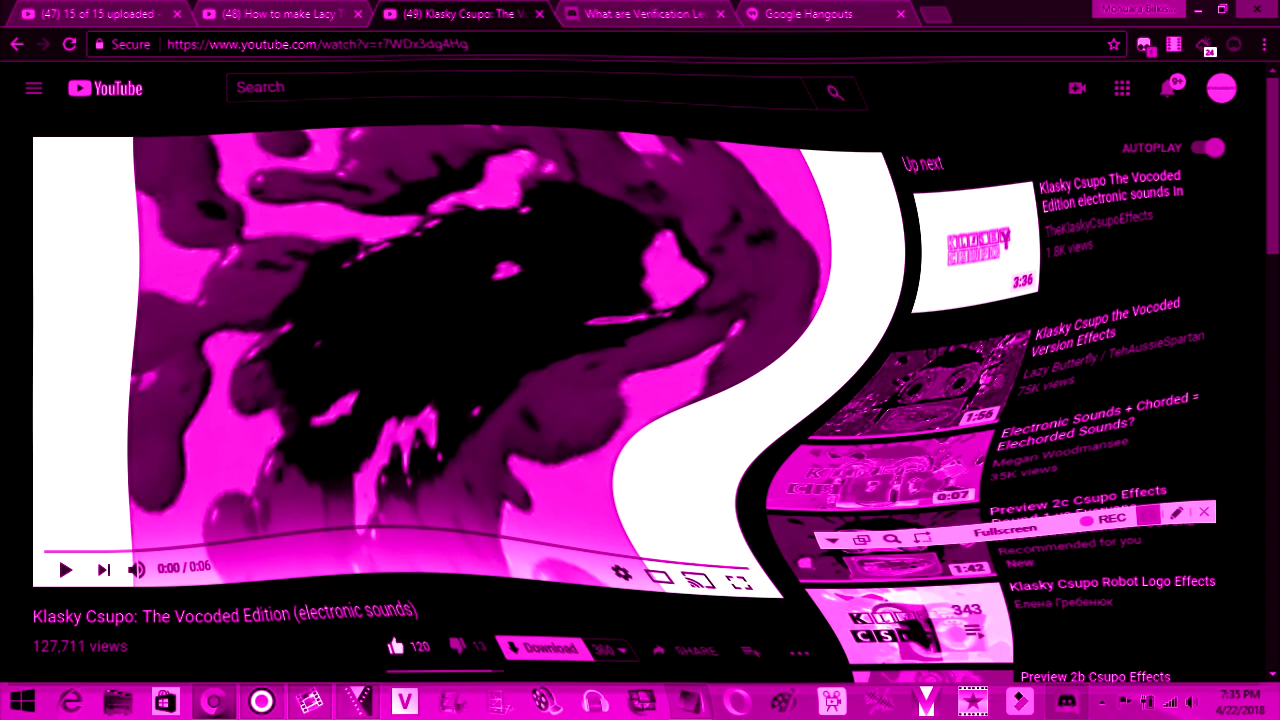 (47) 15 of 15 uploaded -
(48) How to make Lacy T
(49) Klasky Csupo: The V
What are Verification Le
Google Hangouts
Secure
https://www.youtube.com/watch?v=r7WDx3dg4Hq
YouTube
Search
9+
24
AUTOPLAY
Up next
Klasky Csupo The Vocoded
Edition electronic sounds In
TheKlaskyCsupoEffects
1.8K views
3:36
Klasky Csupo the Vocoded
Version Effects
Lazy Butterfly / TehAussieSpartan
75K views
1:56
Electronic Sounds + Chorded =
Elechorded Sounds?
Megan Woodmansee
35K views
0:07
Preview 2c Csupo Effects
Fullscreen
REC
Recommended for you
New
1:42
Klasky Csupo Robot Logo Effects
Елена Гребенюк
343
Preview 2b Csupo Effects
0:00 / 0:06
Klasky Csupo: The Vocoded Edition (electronic sounds)
127,711 views
120
13
Download
360
SHARE
7:35 PM
4/22/2018